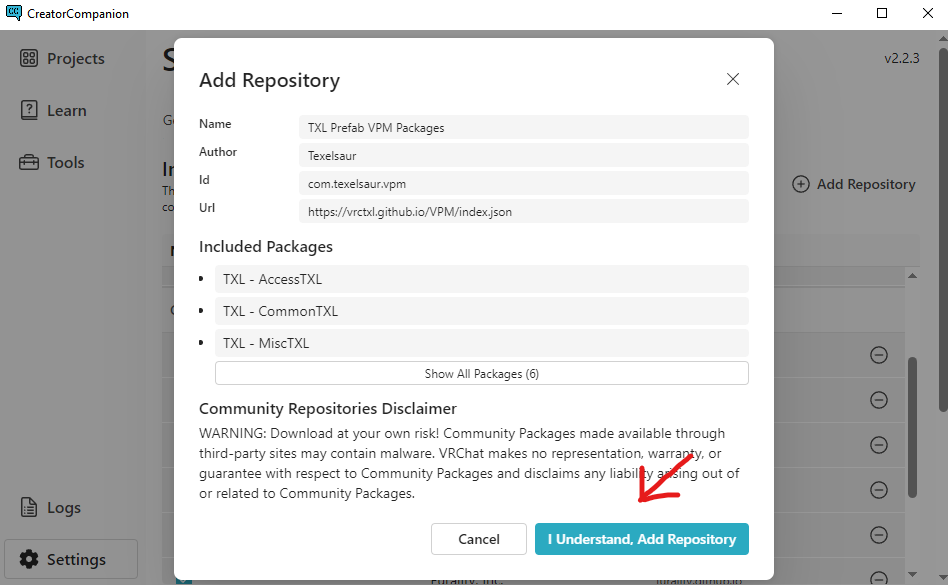 CreatorCompanion
Projects
Learn
Tools
Logs
Settings
v2.2.3
Add Repository
Add Repository
Name
TXL Prefab VPM Packages
Author
Texelsaur
Id
com.texelsaur.vpm
Url
https://vrctxl.github.io/VPM/index.json
Included Packages
TXL - AccessTXL
TXL - CommonTXL
TXL - MiscTXL
Show All Packages (6)
Community Repositories Disclaimer
WARNING: Download at your own risk! Community Packages made available through
third-party sites may contain malware. VRChat makes no representation, warranty, or
guarantee with respect to Community Packages and disclaims any liability arising out of
or related to Community Packages.
Cancel
I Understand, Add Repository